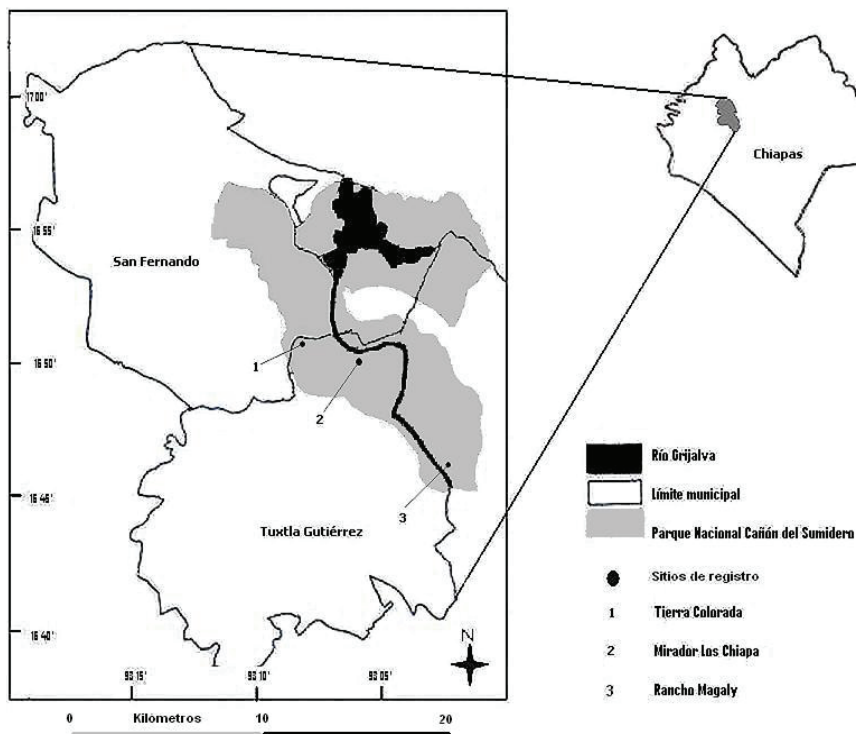 17 00'
16 55'
16 50'
16 45'
16 40'
93 15'
93 10'
93 05'
San Fernando
Tuxtla Gutiérrez
1
2
3
N
0 Kilómetros 10 20
Chiapas
Río Grijalva
Límite municipal
Parque Nacional Cañón del Sumidero
Sitios de registro
1 Tierra Colorada
2 Mirador Los Chiapa
3 Rancho Magaly